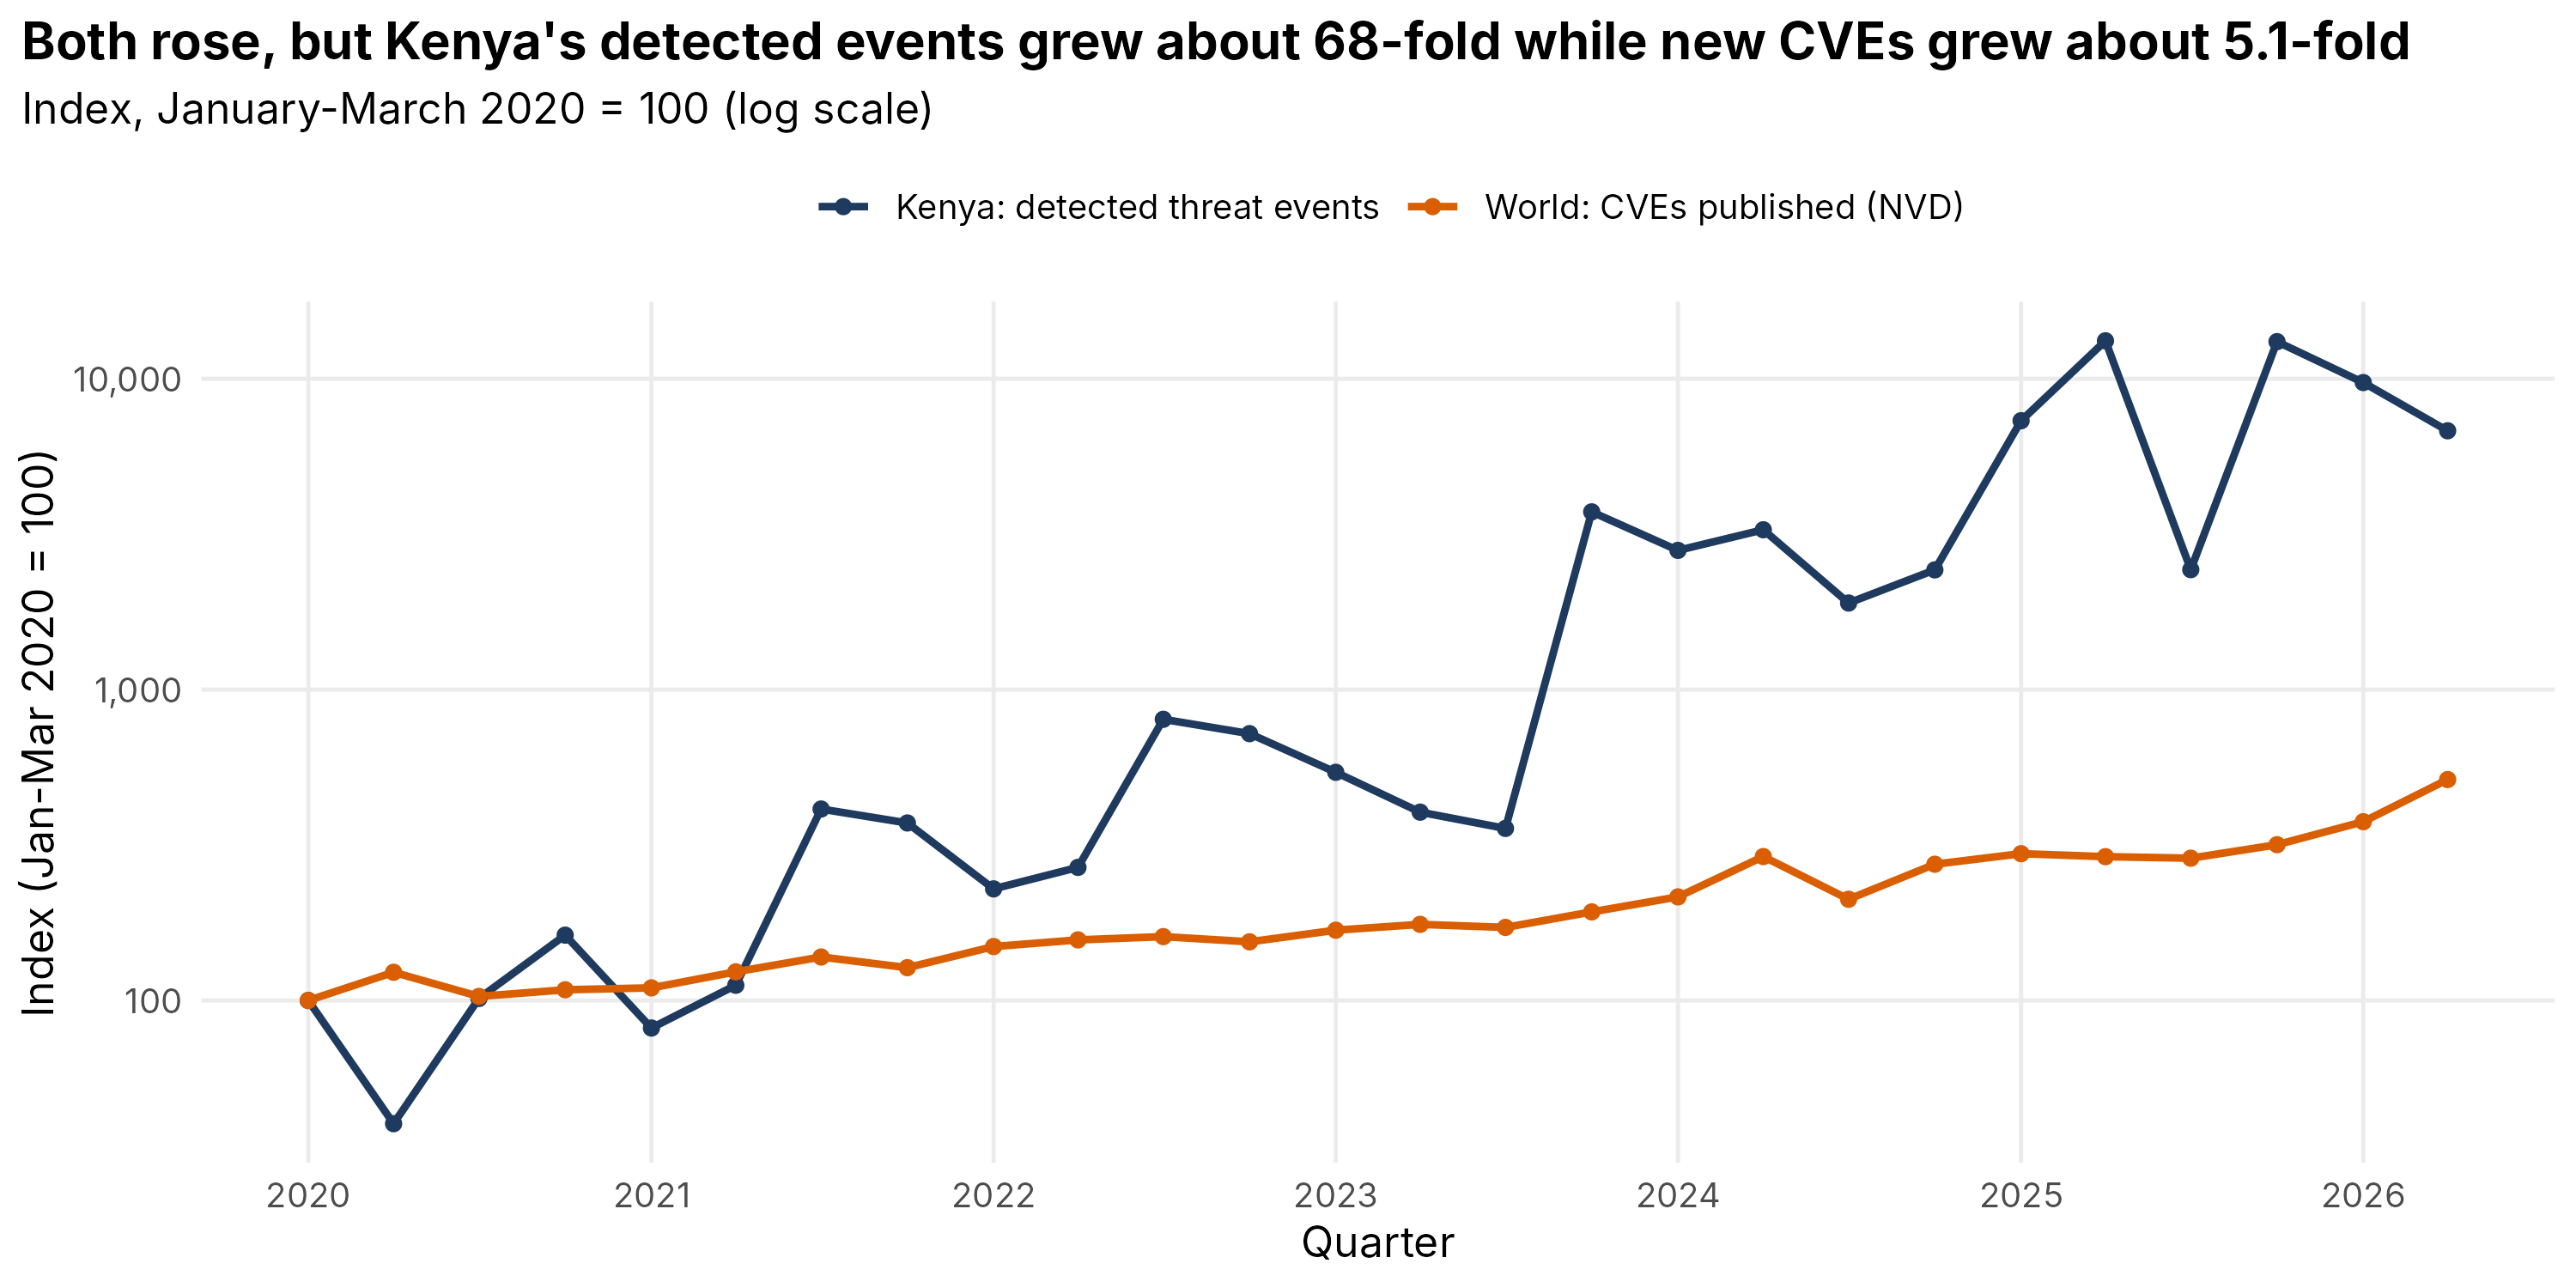 Both rose, but Kenya's detected events grew about 68-fold while new CVEs grew about 5.1-fold
Index, January-March 2020 = 100 (log scale)
Kenya: detected threat events
World: CVEs published (NVD)
Index (Jan-Mar 2020 = 100)
10,000
1,000
100
2020
2021
2022
2023
2024
2025
2026
Quarter